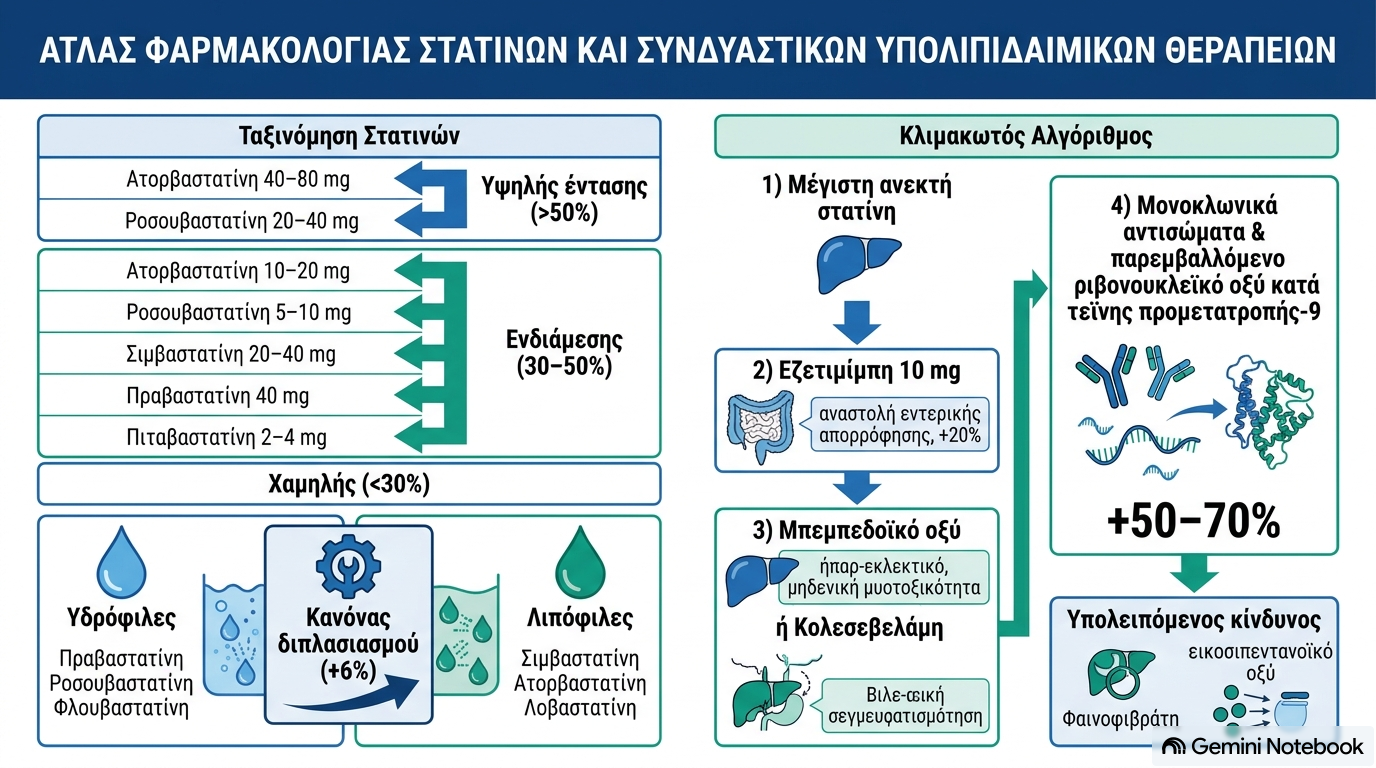 ΑΤΛΑΣ ΦΑΡΜΑΚΟΛΟΓΙΑΣ ΣΤΑΤΙΝΩΝ ΚΑΙ ΣΥΝΔΥΑΣΤΙΚΩΝ ΥΠΟΛΙΠΙΔΑΙΜΙΚΩΝ ΘΕΡΑΠΕΙΩΝ
Ταξινόμηση Στατινών
Ατορβαστατίνη 40–80 mg
Ροσουβαστατίνη 20–40 mg
Υψηλής έντασης
(>50%)
Ατορβαστατίνη 10–20 mg
Ροσουβαστατίνη 5–10 mg
Σιμβαστατίνη 20–40 mg
Πραβαστατίνη 40 mg
Πιταβαστατίνη 2–4 mg
Ενδιάμεσης
(30–50%)
Χαμηλής (<30%)
Υδρόφιλες
Πραβαστατίνη
Ροσουβαστατίνη
Φλουβαστατίνη
Κανόνας
διπλασιασμού
(+6%)
Λιπόφιλες
Σιμβαστατίνη
Ατορβαστατίνη
Λοβαστατίνη
Κλιμακωτός Αλγόριθμος
1) Μέγιστη ανεκτή
στατίνη
2) Εζετιμίμπη 10 mg
αναστολή εντερικής
απορρόφησης, +20%
3) Μπεμπεδοϊκό οξύ
ήπαρ-εκλεκτικό,
μηδενική μυοτοξικότητα
ή Κολεσεβελάμη
Βιλε-αική
σεγμευφατισμότηση
4) Μονοκλωνικά
αντισώματα &
παρεμβαλλόμενο
ριβονουκλεϊκό οξύ κατά
τεΐνης προμετατροπής-9
+50–70%
Υπολειπόμενος κίνδυνος
Φαινοφιβράτη
εικοσιπεντανοϊκό
οξύ
Gemini Notebook